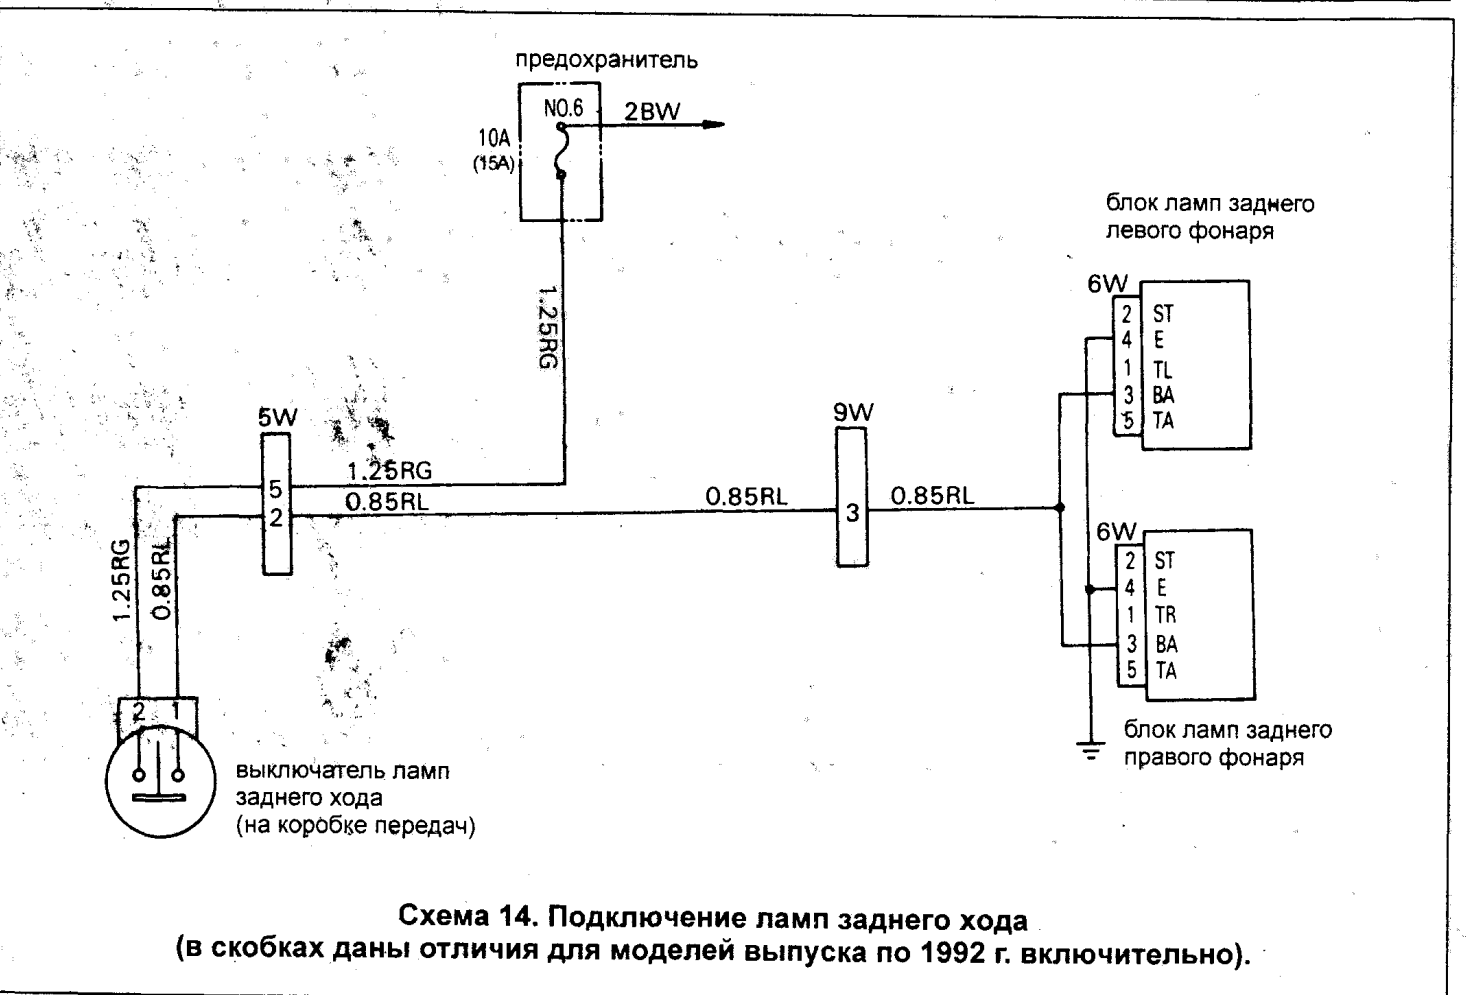 предохранитель
NO.6
2BW
10A
(15A)
1.25RG
блок ламп заднего
левого фонаря
6W
2 ST
4 E
1 TL
3 BA
5 TA
5W
9W
1.25RG
5
0.85RL
2
0.85RL
3
0.85RL
1.25RG
0.85RL
6W
2 ST
4 E
1 TR
3 BA
5 TA
2 1
блок ламп заднего
правого фонаря
выключатель ламп
заднего хода
(на коробке передач)
Схема 14. Подключение ламп заднего хода
(в скобках даны отличия для моделей выпуска по 1992 г. включительно).